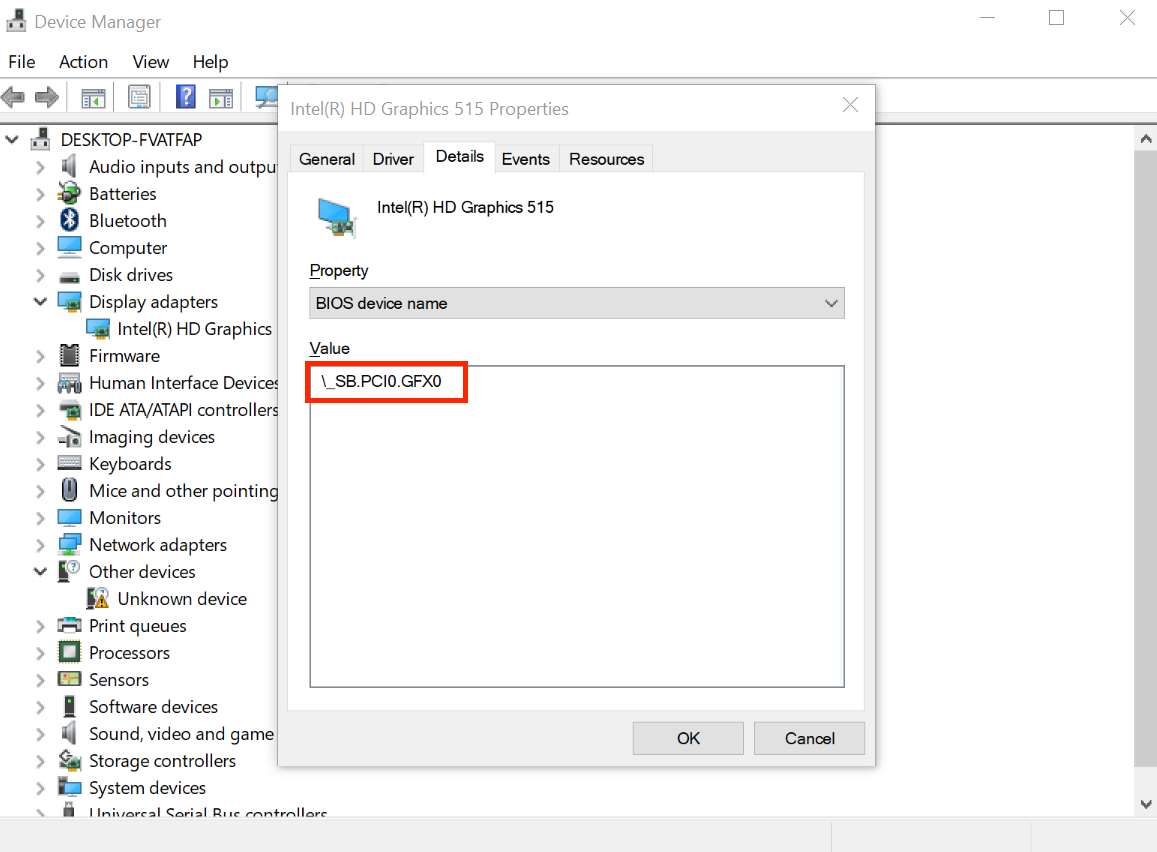 Device Manager
File Action View Help
Intel(R) HD Graphics 515 Properties
DESKTOP-FVATFAP
Audio inputs and outpu
Batteries
Bluetooth
Computer
Disk drives
Display adapters
Intel(R) HD Graphics
Firmware
Human Interface Devices
IDE ATA/ATAPI controllers
Imaging devices
Keyboards
Mice and other pointing
Monitors
Network adapters
Other devices
Unknown device
Print queues
Processors
Sensors
Software devices
Sound, video and game
Storage controllers
System devices
Universal Serial Bus controllers
General Driver Details Events Resources
Intel(R) HD Graphics 515
Property
BIOS device name
Value
\_SB.PCI0.GFX0
OK Cancel